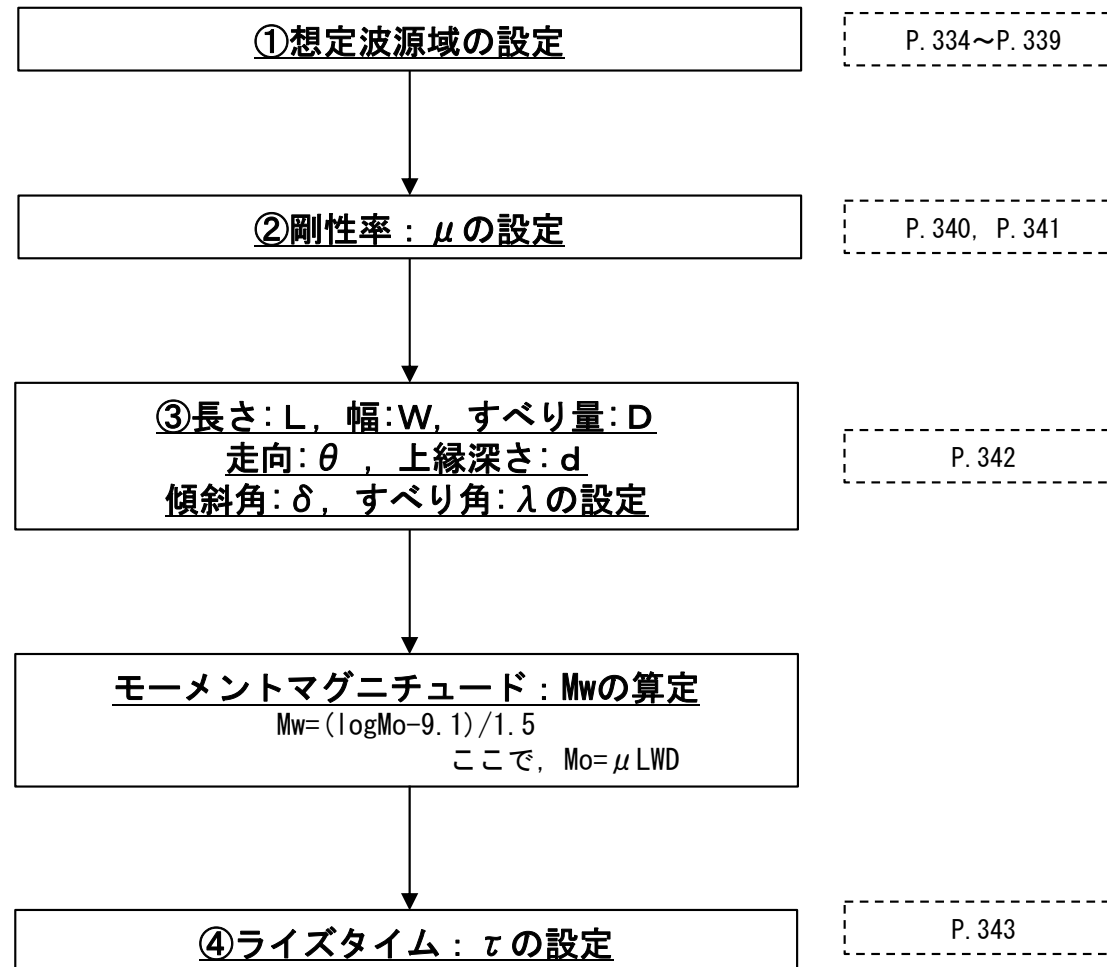 ①想定波源域の設定
P.334～P.339
②剛性率：μの設定
P.340, P.341
③長さ：L, 幅：W, すべり量：D
走向：θ , 上縁深さ：d
傾斜角：δ, すべり角：λの設定
P.342
モーメントマグニチュード：Mwの算定
Mw=(logMo-9.1)/1.5
ここで, Mo=μLWD
④ライズタイム：τの設定
P.343